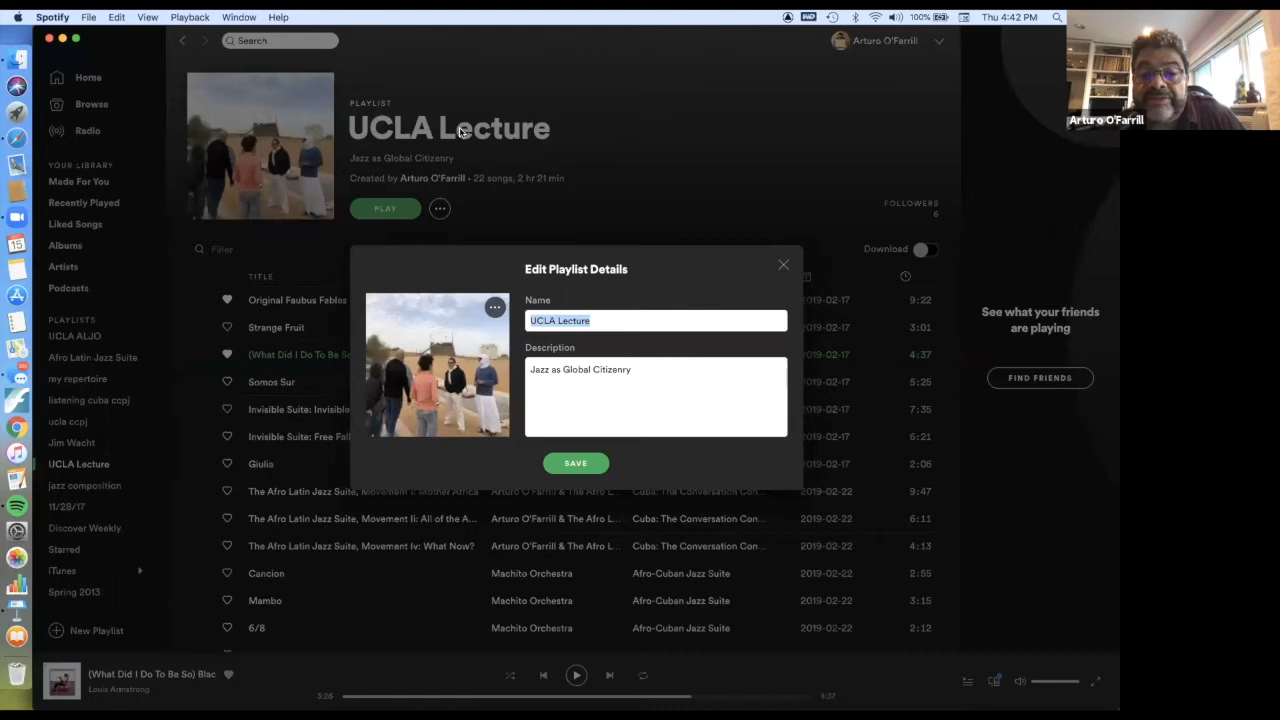 Spotify File Edit View Playback Window Help 100% Thu 4:42 PM
Search Arturo O'Farrill
Arturo O'Farrill
Home
Browse
Radio
YOUR LIBRARY
Made For You
Recently Played
Liked Songs
Albums
Artists
Podcasts
PLAYLISTS
UCLA ALJO
Afro Latin Jazz Suite
my repertoire
listening cuba ccpj
ucla ccpj
Jim Wacht
UCLA Lecture
jazz composition
11/28/17
Discover Weekly
Starred
iTunes
Spring 2013
New Playlist
PLAYLIST
UCLA Lecture
Jazz as Global Citizenry
Created by Arturo O'Farrill • 22 songs, 2 hr 21 min
PLAY
FOLLOWERS
6
Filter Download
TITLE
Original Faubus Fables 2019-02-17 9:22
Strange Fruit 2019-02-17 3:01
(What Did I Do To Be So 2019-02-17 4:37
Somos Sur 2019-02-17 5:25
Invisible Suite: Invisible 2019-02-17 7:35
Invisible Suite: Free Fall 2019-02-17 6:21
Giulia 2019-02-17 2:06
The Afro Latin Jazz Suite, Movement I: Mother Africa Arturo O'Farrill & The Afro L... Cuba: The Conversation Con... 2019-02-22 9:47
The Afro Latin Jazz Suite, Movement Ii: All of the A... Arturo O'Farrill & The Afro L... Cuba: The Conversation Con... 2019-02-22 6:11
The Afro Latin Jazz Suite, Movement Iv: What Now? Arturo O'Farrill & The Afro L... Cuba: The Conversation Con... 2019-02-22 4:13
Cancion Machito Orchestra Afro-Cuban Jazz Suite 2019-02-22 2:55
Mambo Machito Orchestra Afro-Cuban Jazz Suite 2019-02-22 3:15
6/8 Machito Orchestra Afro-Cuban Jazz Suite 2019-02-22 2:12
Edit Playlist Details
Name
UCLA Lecture
Description
Jazz as Global Citizenry
SAVE
See what your friends
are playing
FIND FRIENDS
(What Did I Do To Be So) Blac
Louis Armstrong
3:26 4:37